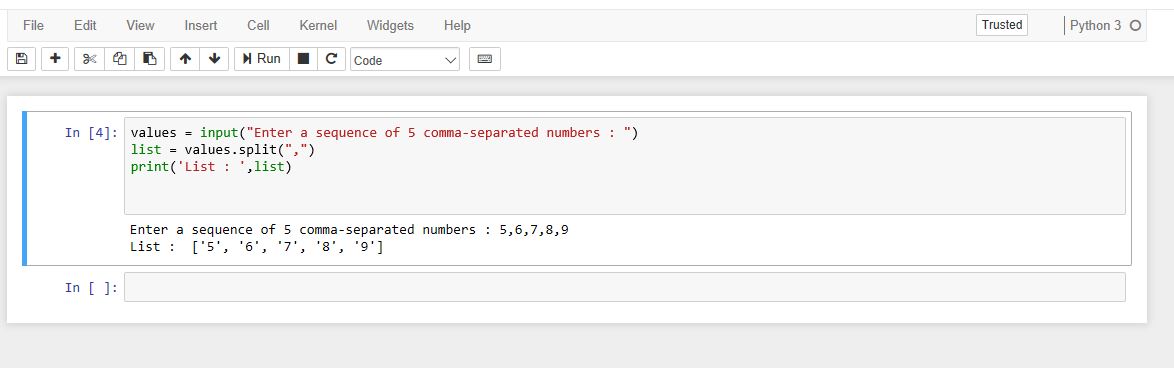 File Edit View Insert Cell Kernel Widgets Help Trusted Python 3
Run Code
In [4]: values = input("Enter a sequence of 5 comma-separated numbers : ")
list = values.split(",")
print('List : ',list)
Enter a sequence of 5 comma-separated numbers : 5,6,7,8,9
List :  ['5', '6', '7', '8', '9']
In [ ]: